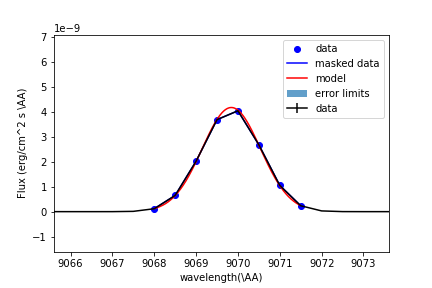 1e−9
7
6
5
4
3
2
1
0
−1
Flux (erg/cm^2 s \AA)
data
masked data
model
error limits
data
9066 9067 9068 9069 9070 9071 9072 9073
wavelength(\AA)